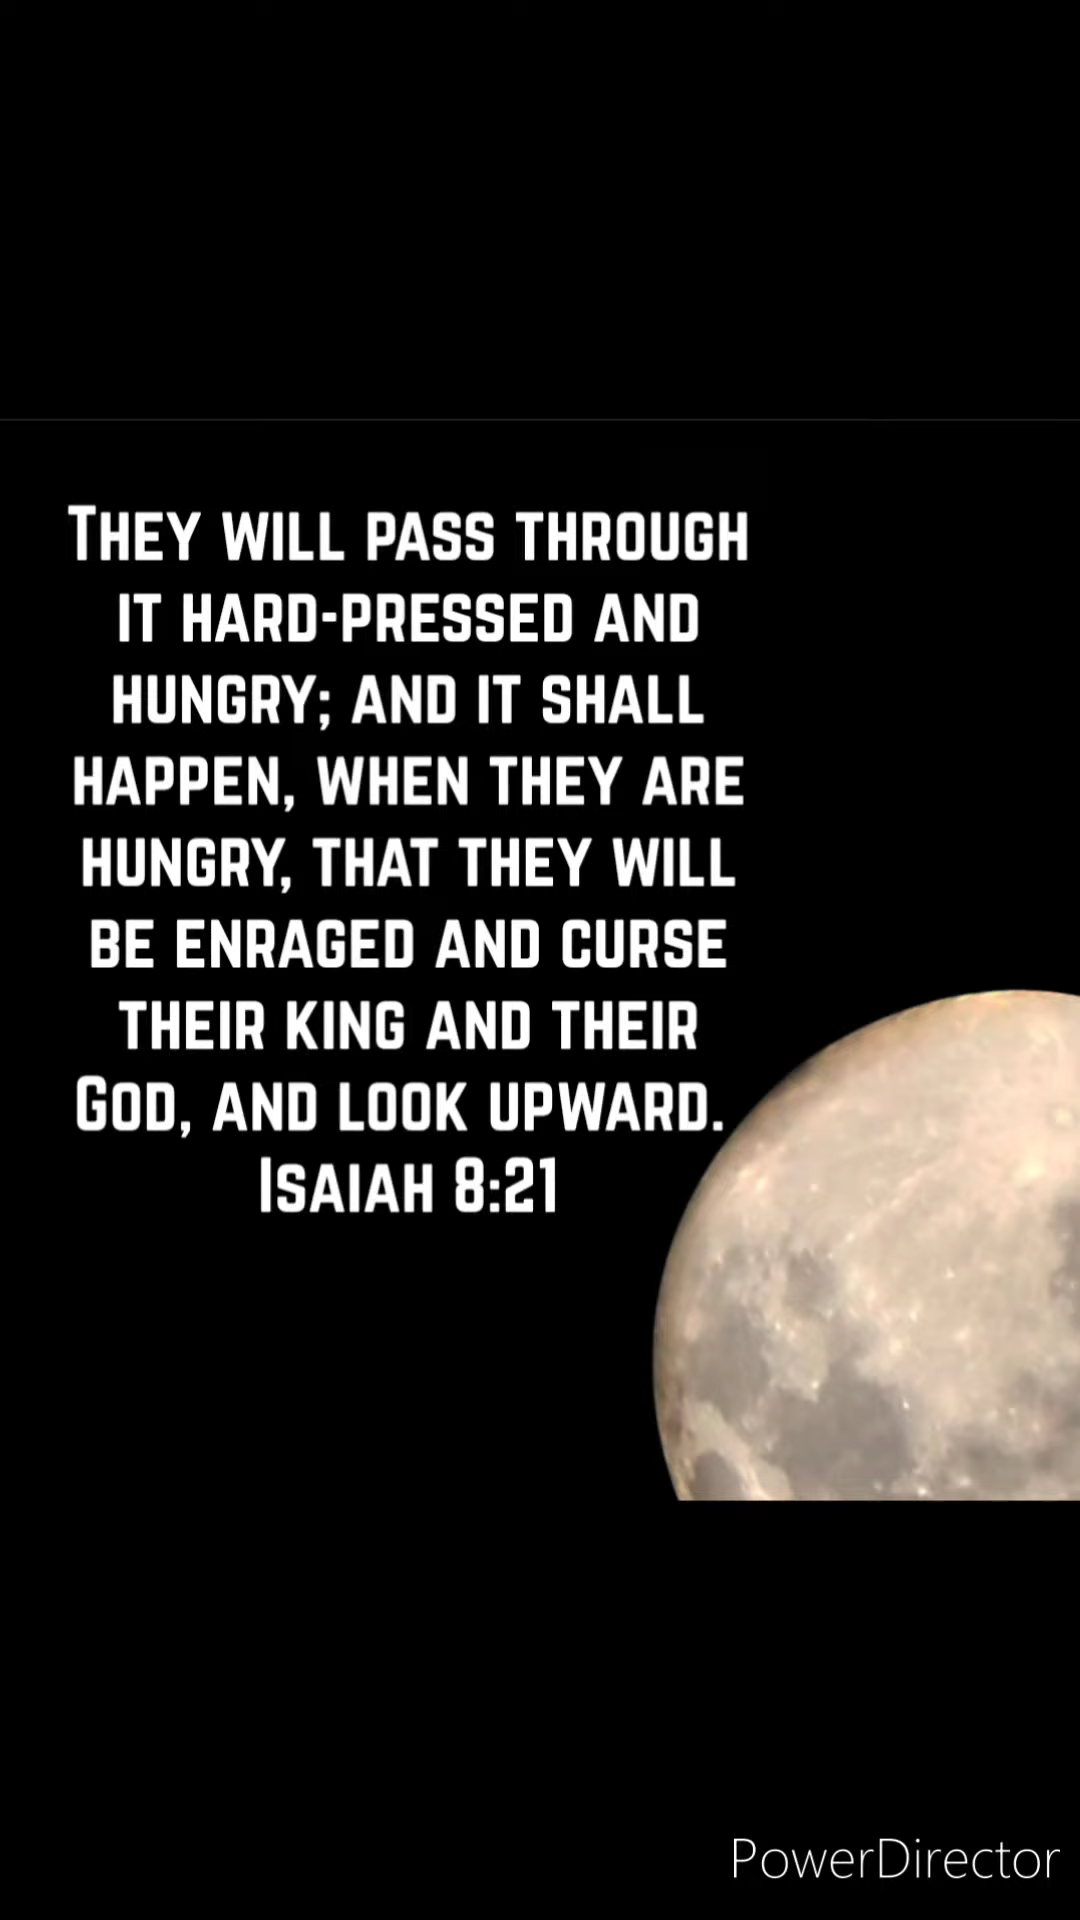 They will pass through
it hard-pressed and
hungry; and it shall
happen, when they are
hungry, that they will
be enraged and curse
their king and their
God, and look upward.
Isaiah 8:21
PowerDirector